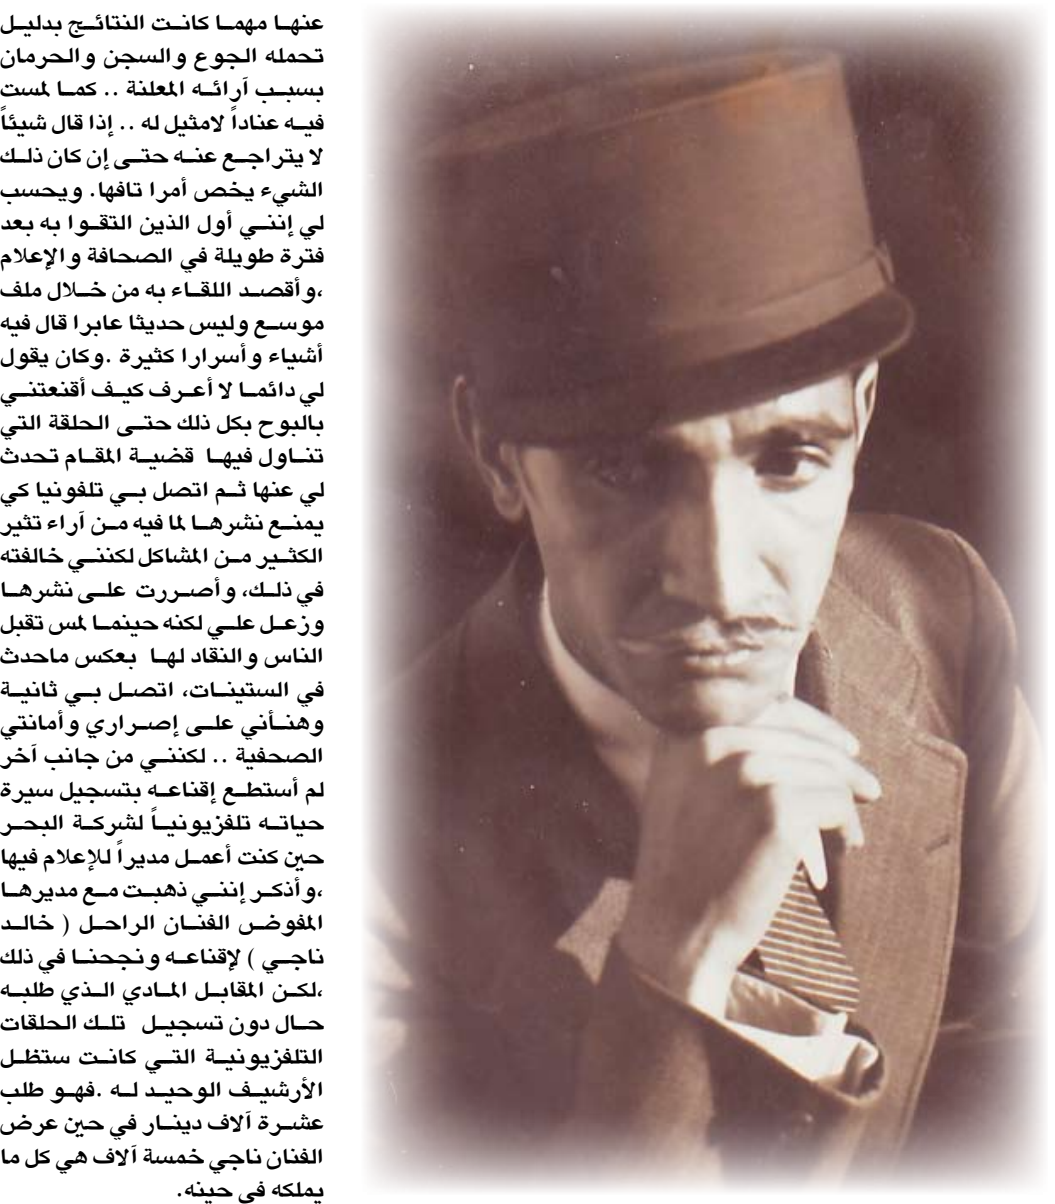 عنها مهما كانت النتائج بدليل
تحمله الجوع والسجن والحرمان
بسبب آرائه المعلنة .. كما لمست
فيه عناداً لامثيل له .. إذا قال شيئاً
لا يتراجع عنه حتى إن كان ذلك
الشيء يخص أمرا تافها. ويحسب
لي إنني أول الذين التقوا به بعد
فترة طويلة في الصحافة والإعلام
،وأقصد اللقاء به من خلال ملف
موسع وليس حديثا عابرا قال فيه
أشياء وأسرارا كثيرة .وكان يقول
لي دائما لا أعرف كيف أقنعتني
بالبوح بكل ذلك حتى الحلقة التي
تناول فيها قضية المقام تحدث
لي عنها ثم اتصل بي تلفونيا كي
يمنع نشرها لما فيه من آراء تثير
الكثير من المشاكل لكنني خالفته
في ذلك، وأصررت على نشرها
وزعل علي لكنه حينما لمس تقبل
الناس والنقاد لها بعكس ماحدث
في الستينات، اتصل بي ثانية
وهنأني على إصراري وأمانتي
الصحفية .. لكنني من جانب آخر
لم أستطع إقناعه بتسجيل سيرة
حياته تلفزيونياً لشركة البحر
حين كنت أعمل مديراً للإعلام فيها
،وأذكر إنني ذهبت مع مديرها
المفوض الفنان الراحل ( خالد
ناجي ) لإقناعه ونجحنا في ذلك
،لكن المقابل المادي الذي طلبه
حال دون تسجيل تلك الحلقات
التلفزيونية التي كانت ستظل
الأرشيف الوحيد له .فهو طلب
عشرة آلاف دينار في حين عرض
الفنان ناجي خمسة آلاف هي كل ما
يملكه في حينه.